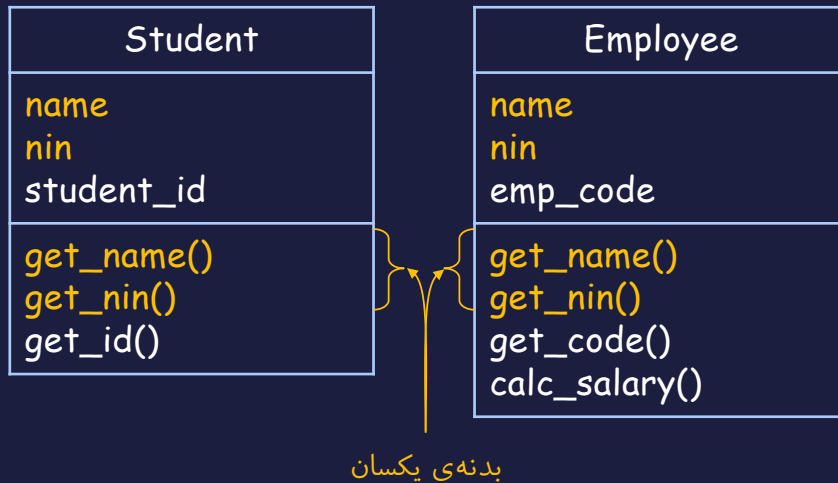 Student
name
nin
student_id
get_name()
get_nin()
get_id()
Employee
name
nin
emp_code
get_name()
get_nin()
get_code()
calc_salary()
بدنه‌ی یکسان